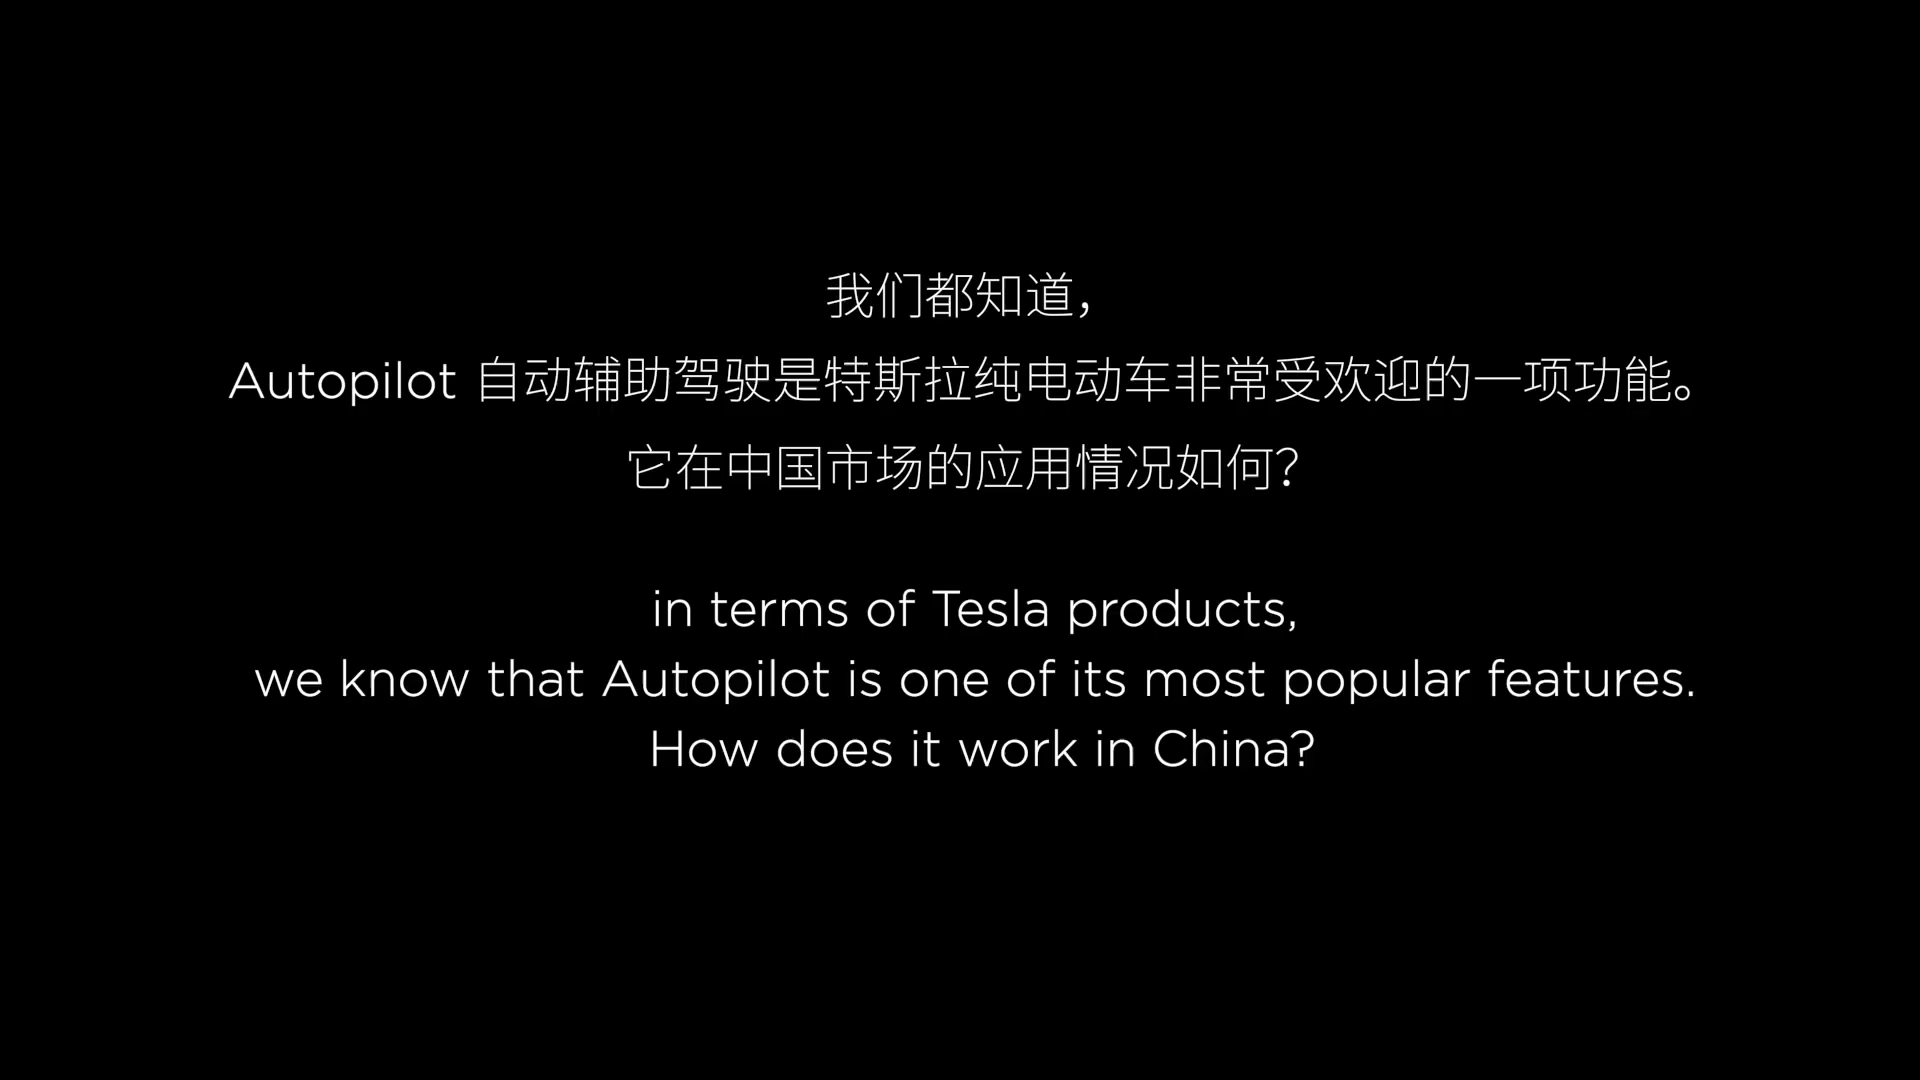 我们都知道，
Autopilot 自动辅助驾驶是特斯拉纯电动车非常受欢迎的一项功能。
它在中国市场的应用情况如何？
in terms of Tesla products,
we know that Autopilot is one of its most popular features.
How does it work in China?